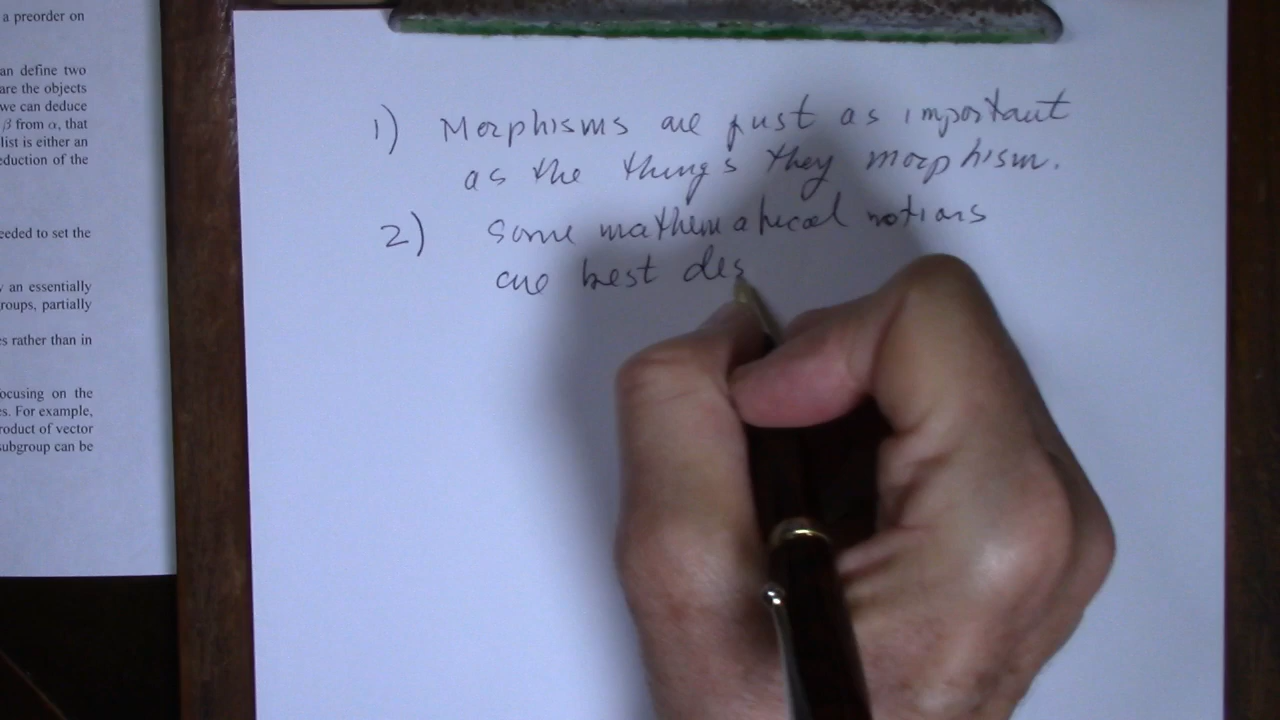 a preorder on
an define two
are the objects
we can deduce
β from α, that
list is either an
eduction of the
eeded to set the
y an essentially
roups, partially
s rather than in
ocusing on the
es. For example,
roduct of vector
subgroup can be
1) Morphisms are just as important
as the things they morphism.
2) Some mathematical notions
are best des